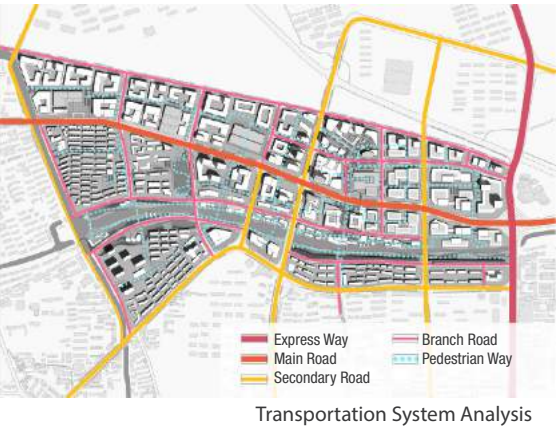 Express Way
Branch Road
Main Road
Pedestrian Way
Secondary Road
Transportation System Analysis